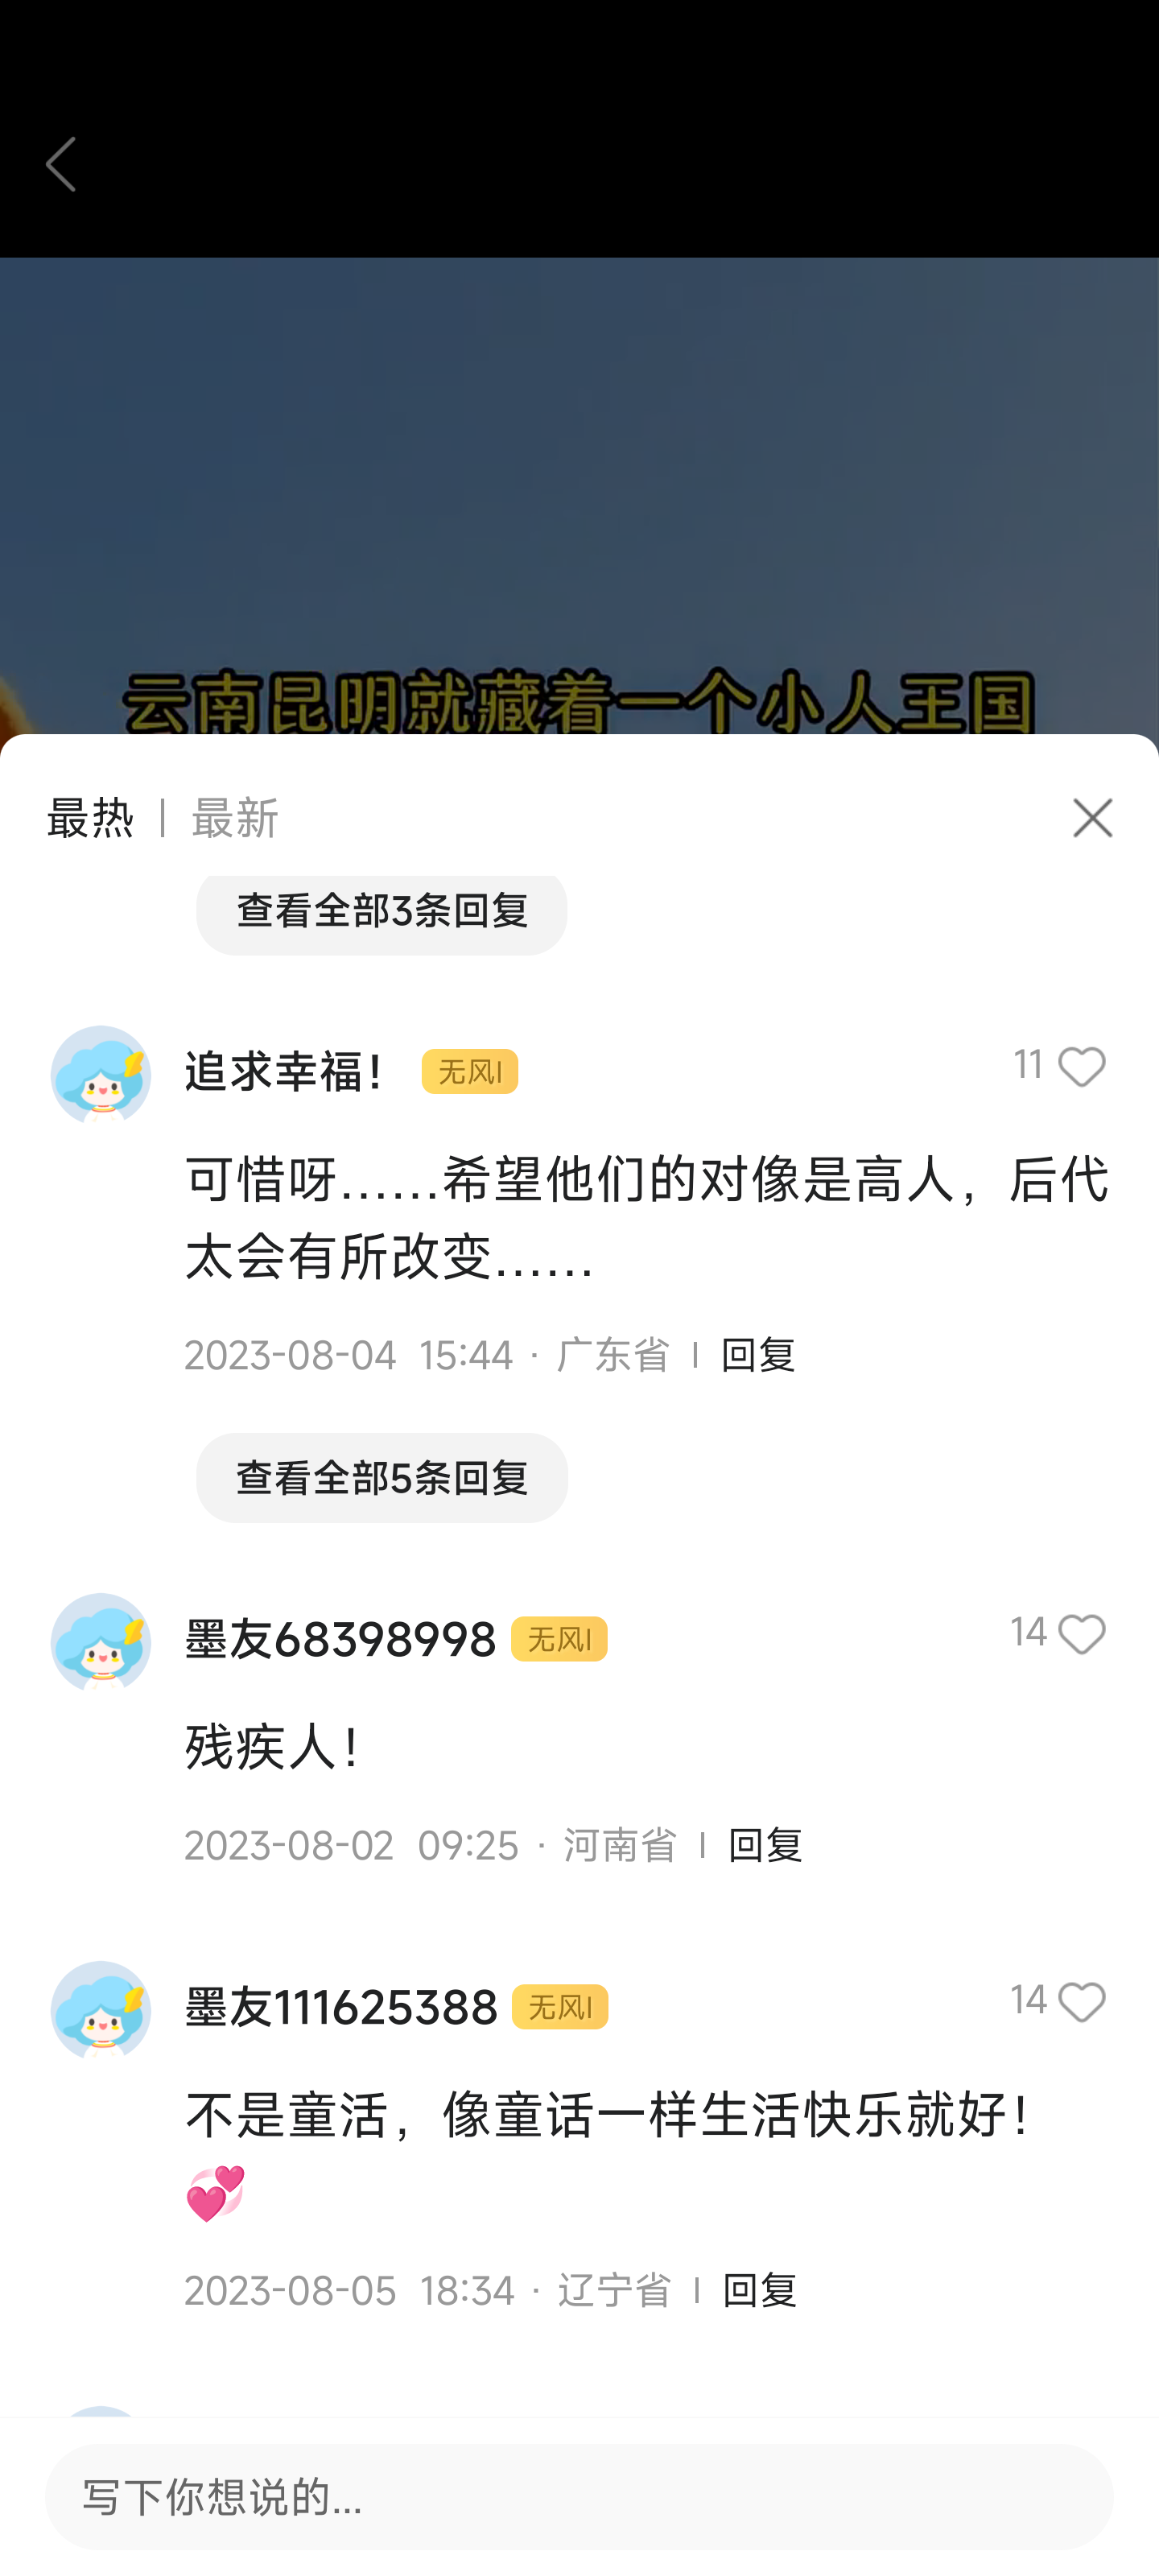 云南昆明就藏着一个小人王国
最热 | 最新
查看全部3条回复
追求幸福！ 无风I 11
可惜呀......希望他们的对像是高人，后代
太会有所改变......
2023-08-04 15:44 · 广东省 | 回复
查看全部5条回复
墨友68398998 无风I 14
残疾人！
2023-08-02 09:25 · 河南省 | 回复
墨友111625388 无风I 14
不是童活，像童话一样生活快乐就好！
💞
2023-08-05 18:34 · 辽宁省 | 回复
写下你想说的...